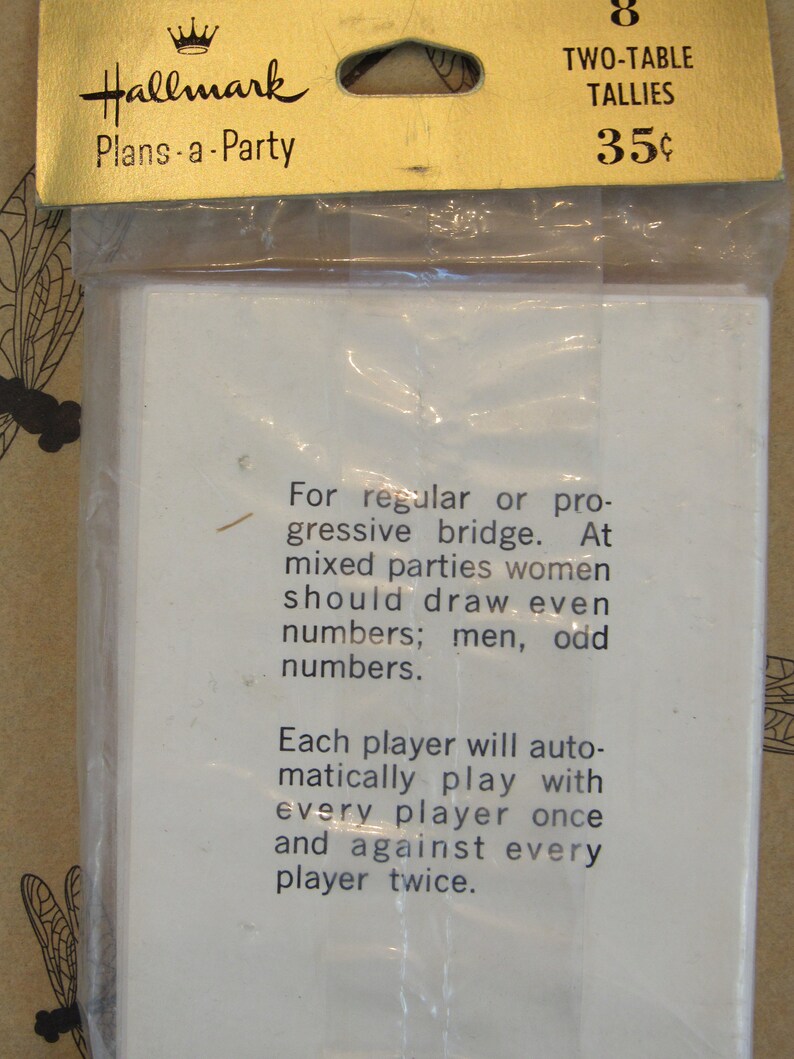 Hallmark
Plans-a-Party
8
TWO-TABLE
TALLIES
35¢
For regular or pro-
gressive bridge. At
mixed parties women
should draw even
numbers; men, odd
numbers.
Each player will auto-
matically play with
every player once
and against every
player twice.